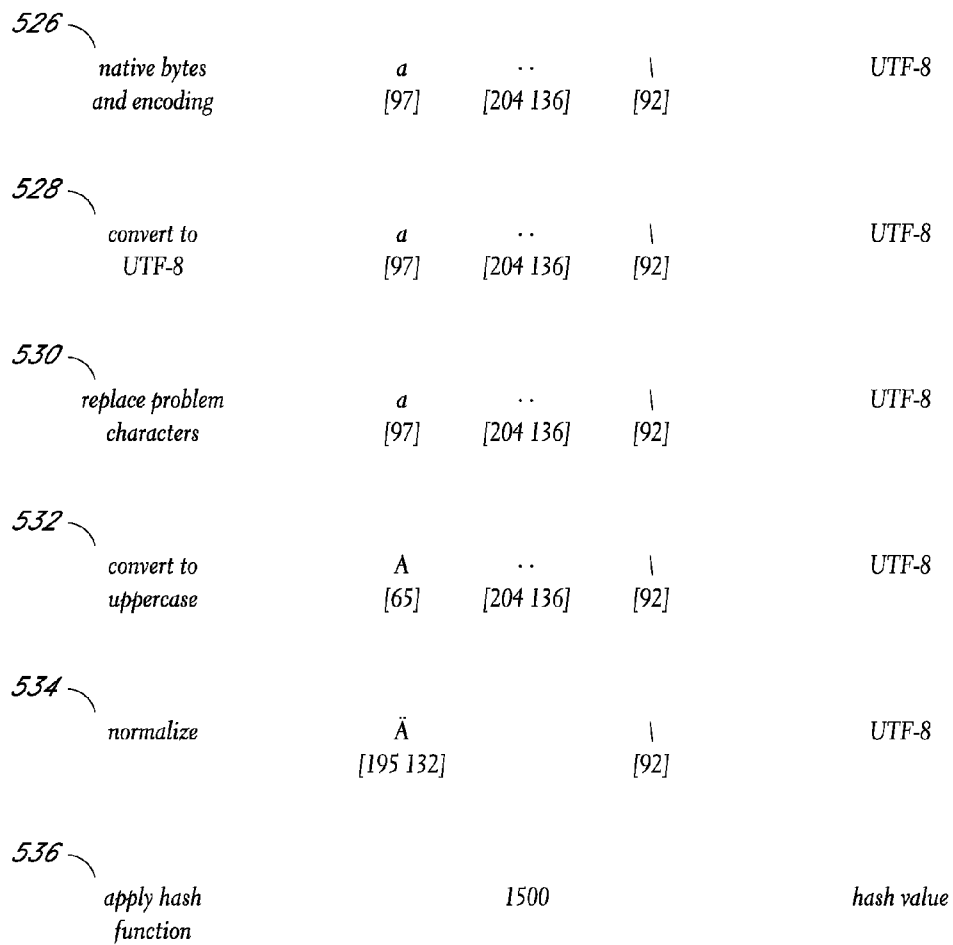 526
native bytes a ·· \ UTF-8
and encoding [97] [204 136] [92]
528
convert to a ·· \ UTF-8
UTF-8 [97] [204 136] [92]
530
replace problem a ·· \ UTF-8
characters [97] [204 136] [92]
532
convert to A ·· \ UTF-8
uppercase [65] [204 136] [92]
534
normalize Ä \ UTF-8
[195 132] [92]
536
apply hash 1500 hash value
function